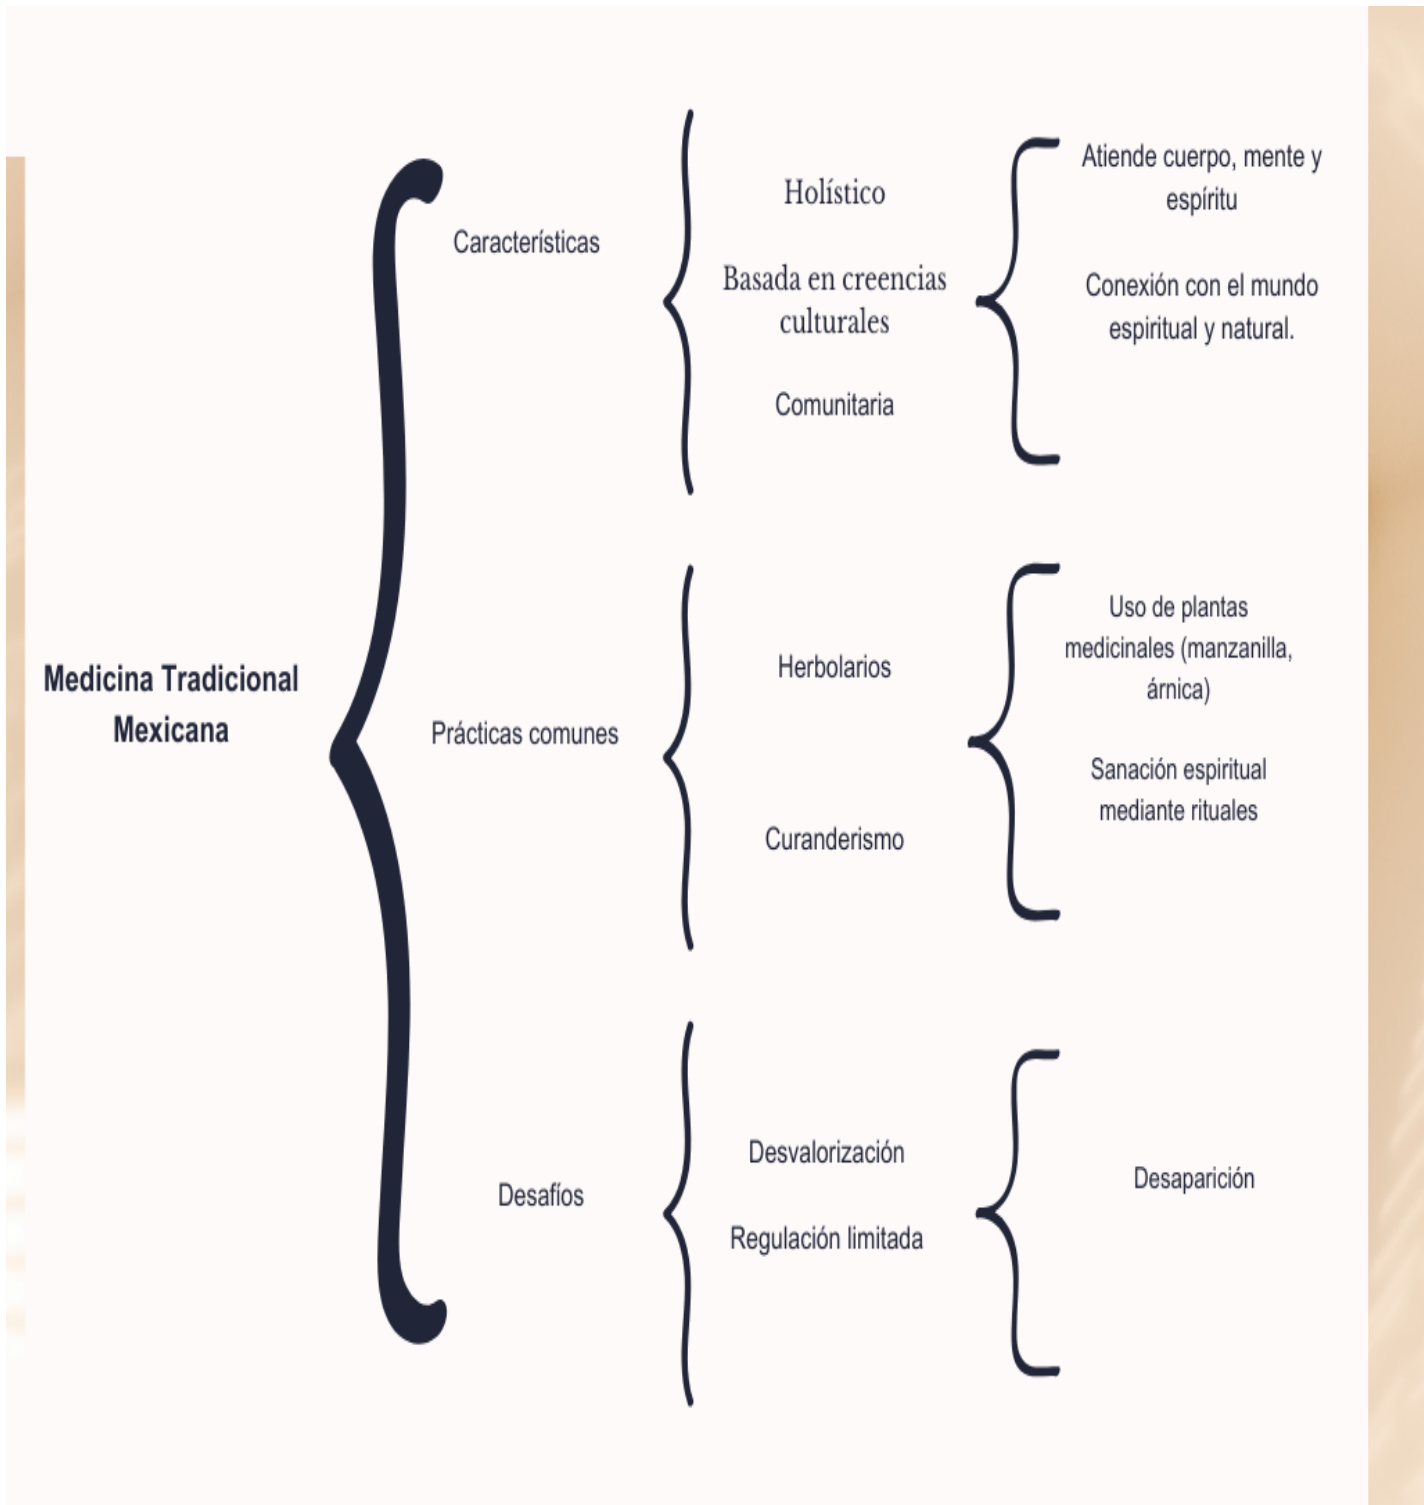 Medicina Tradicional
Mexicana
Características
Holístico
Basada en creencias
culturales
Comunitaria
Atiende cuerpo, mente y
espíritu
Conexión con el mundo
espiritual y natural.
Prácticas comunes
Herbolarios
Curanderismo
Uso de plantas
medicinales (manzanilla,
árnica)
Sanación espiritual
mediante rituales
Desafíos
Desvalorización
Regulación limitada
Desaparición